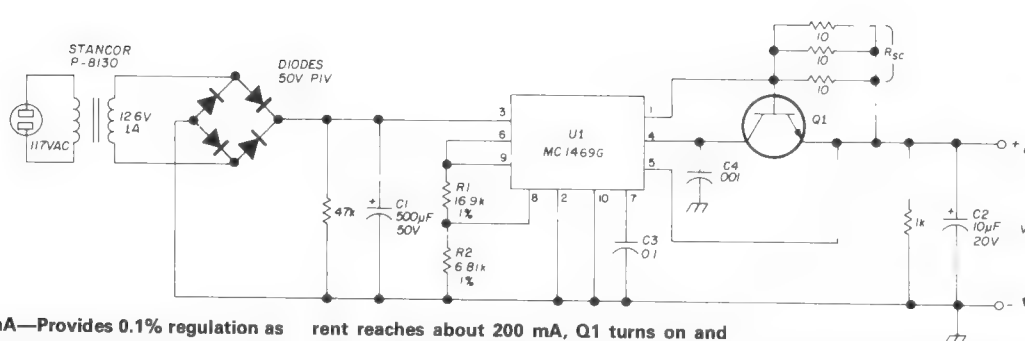 STANCOR
P-8130
117VAC
12.6V
1A
DIODES
50V PIV
47k
C1
500µF
50V
+
R1
16.9k
1%
R2
6.81k
1%
3
6
9
U1
MC1469G
1
4
5
8
2
10
7
C3
0.1
C4
.001
Q1
10
10
10
RSC
1k
+
C2
10µF
20V
+
-
mA—Provides 0.1% regulation as
rent reaches about 200 mA, Q1 turns on and